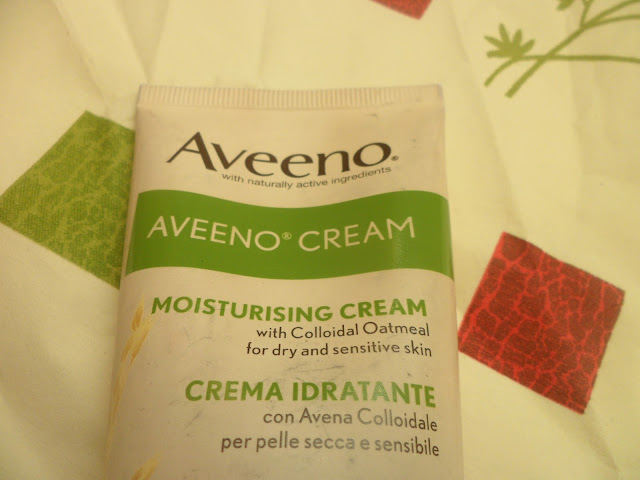 Aveeno®
with naturally active ingredients
AVEENO® CREAM
MOISTURISING CREAM
with Colloidal Oatmeal
for dry and sensitive skin
CREMA IDRATANTE
con Avena Colloidale
per pelle secca e sensibile